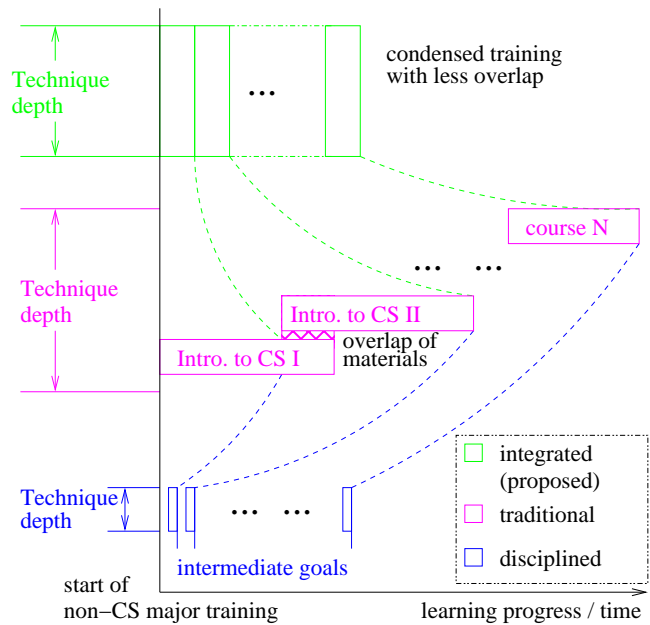 condensed training
with less overlap
Technique
depth
...
course N
Technique
depth
... ...
Intro. to CS II
overlap of
materials
Intro. to CS I
integrated
(proposed)
traditional
disciplined
Technique
depth
... ...
intermediate goals
start of
non−CS major training
learning progress / time